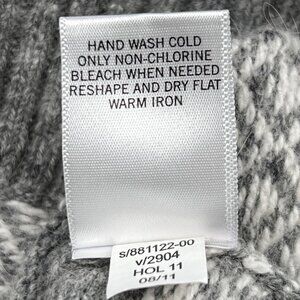 HAND WASH COLD
ONLY NON-CHLORINE
BLEACH WHEN NEEDED
RESHAPE AND DRY FLAT
WARM IRON
s/881122-00
v/2904
HOL 11
08/11